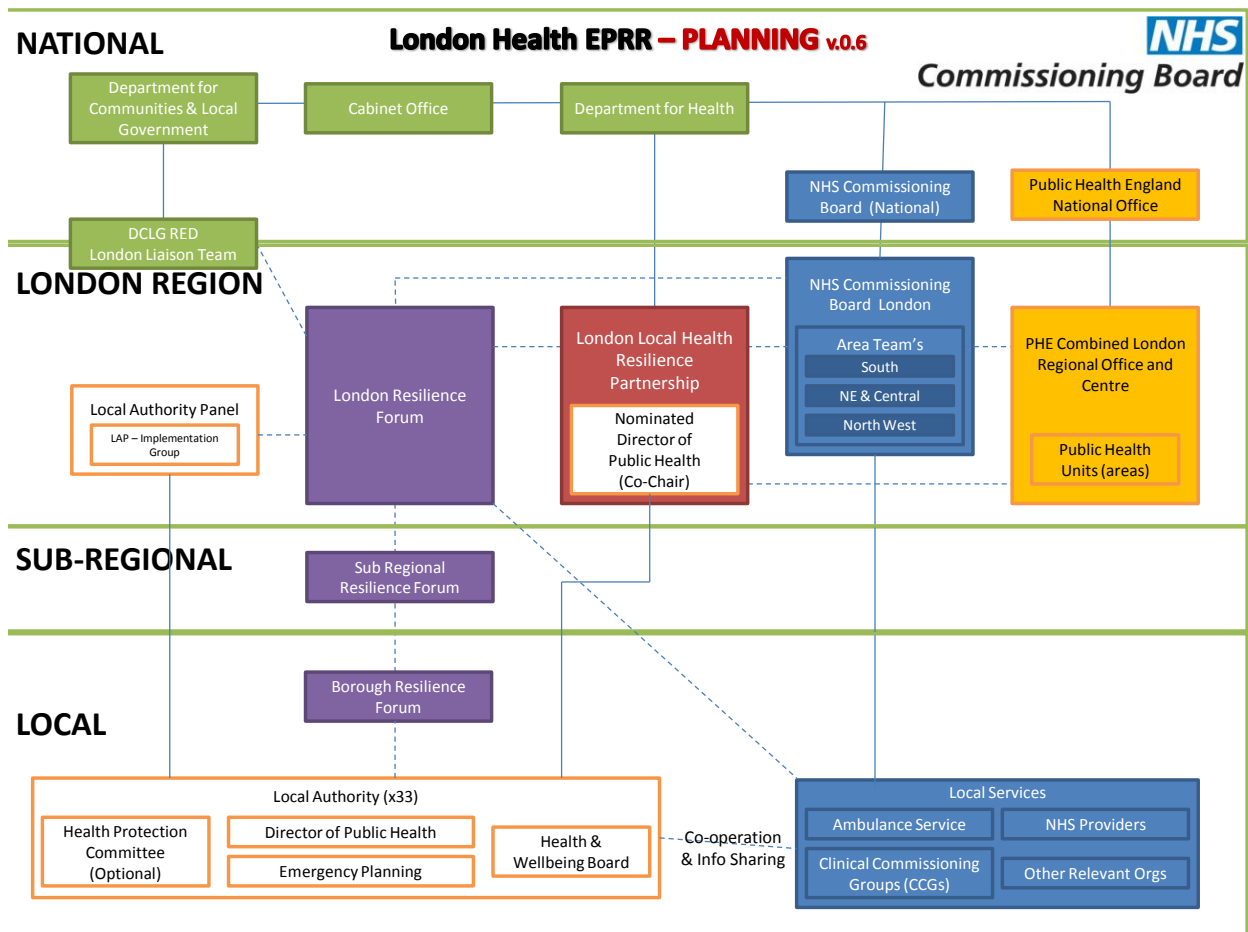 NATIONAL
London Health EPRR – PLANNING v.0.6
NHS
Commissioning Board
Department for
Communities & Local
Government
Cabinet Office
Department for Health
NHS Commissioning
Board (National)
Public Health England
National Office
DCLG RED
London Liaison Team
LONDON REGION
NHS Commissioning
Board London
Area Team's
South
NE & Central
North West
London Resilience
Forum
London Local Health
Resilience
Partnership
Nominated
Director of
Public Health
(Co-Chair)
PHE Combined London
Regional Office and
Centre
Public Health
Units (areas)
Local Authority Panel
LAP – Implementation
Group
SUB-REGIONAL
Sub Regional
Resilience Forum
LOCAL
Borough Resilience
Forum
Local Authority (x33)
Health Protection
Committee
(Optional)
Director of Public Health
Emergency Planning
Health &
Wellbeing Board
Co-operation
& Info Sharing
Local Services
Ambulance Service
NHS Providers
Clinical Commissioning
Groups (CCGs)
Other Relevant Orgs